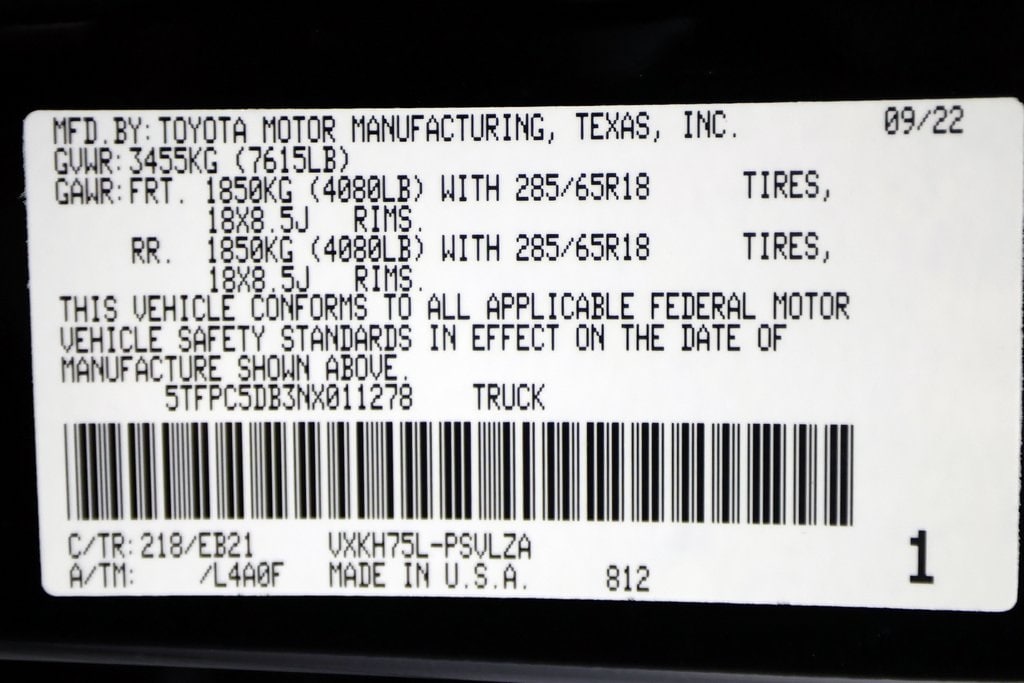 MFD.BY: TOYOTA MOTOR MANUFACTURING, TEXAS, INC. 09/22
GVWR: 3455KG (7615LB)
GAWR: FRT. 1850KG (4080LB) WITH 285/65R18 TIRES,
18X8.5J RIMS.
RR. 1850KG (4080LB) WITH 285/65R18 TIRES,
18X8.5J RIMS.
THIS VEHICLE CONFORMS TO ALL APPLICABLE FEDERAL MOTOR
VEHICLE SAFETY STANDARDS IN EFFECT ON THE DATE OF
MANUFACTURE SHOWN ABOVE.
5TFPC5DB3NX011278 TRUCK
C/TR: 218/EB21 VXKH75L-PSVLZA
A/TM: /L4A0F MADE IN U.S.A. 812 1